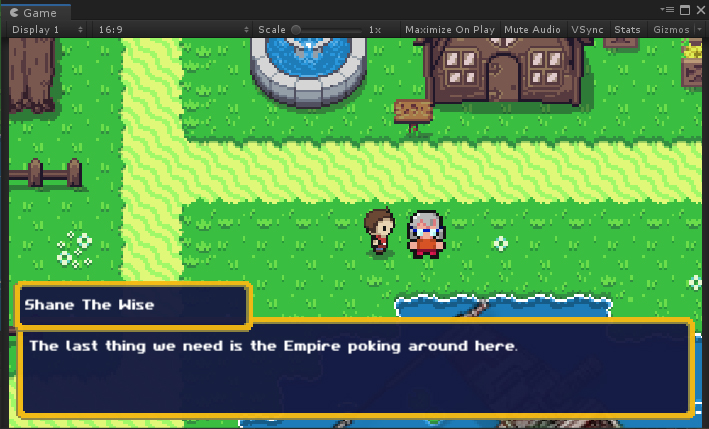 Game
Display 1 16:9 Scale 1x Maximize On Play Mute Audio VSync Stats Gizmos
Shane The Wise
The last thing we need is the Empire poking around here.